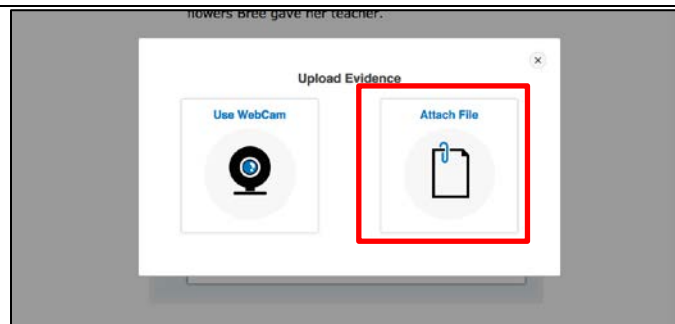 flowers Bree gave her teacher.
Upload Evidence
Use WebCam
Attach File